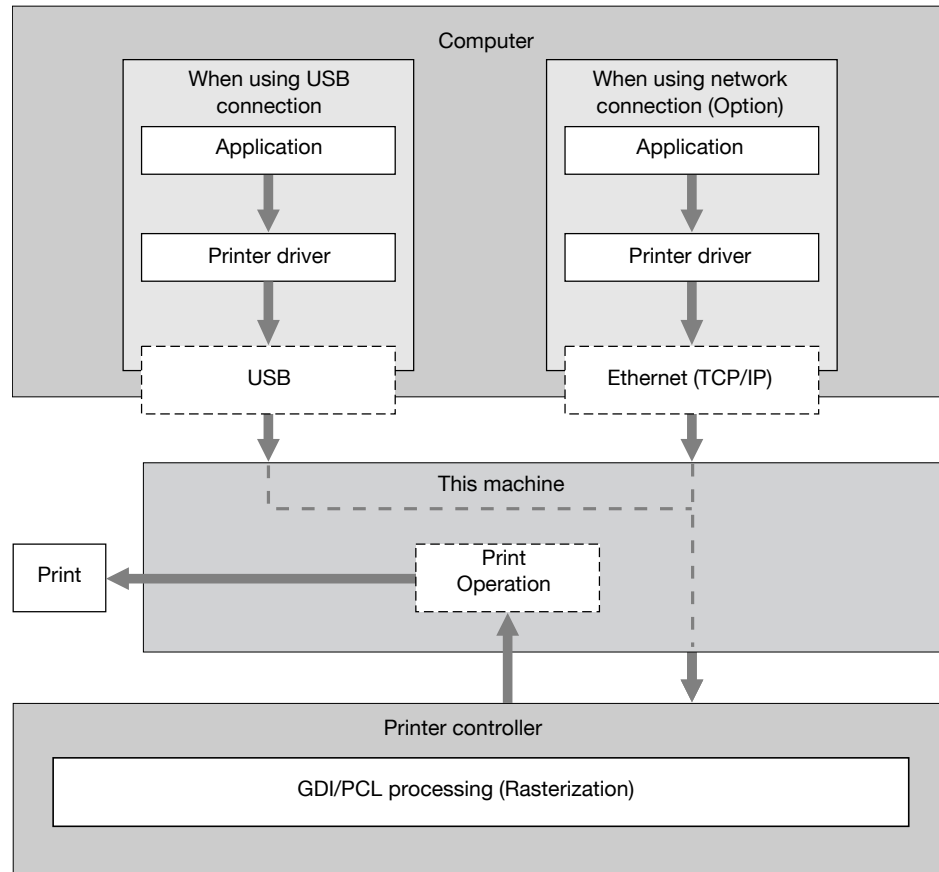 Computer
When using USB
connection
Application
Printer driver
USB
When using network
connection (Option)
Application
Printer driver
Ethernet (TCP/IP)
This machine
Print
Operation
Print
Printer controller
GDI/PCL processing (Rasterization)